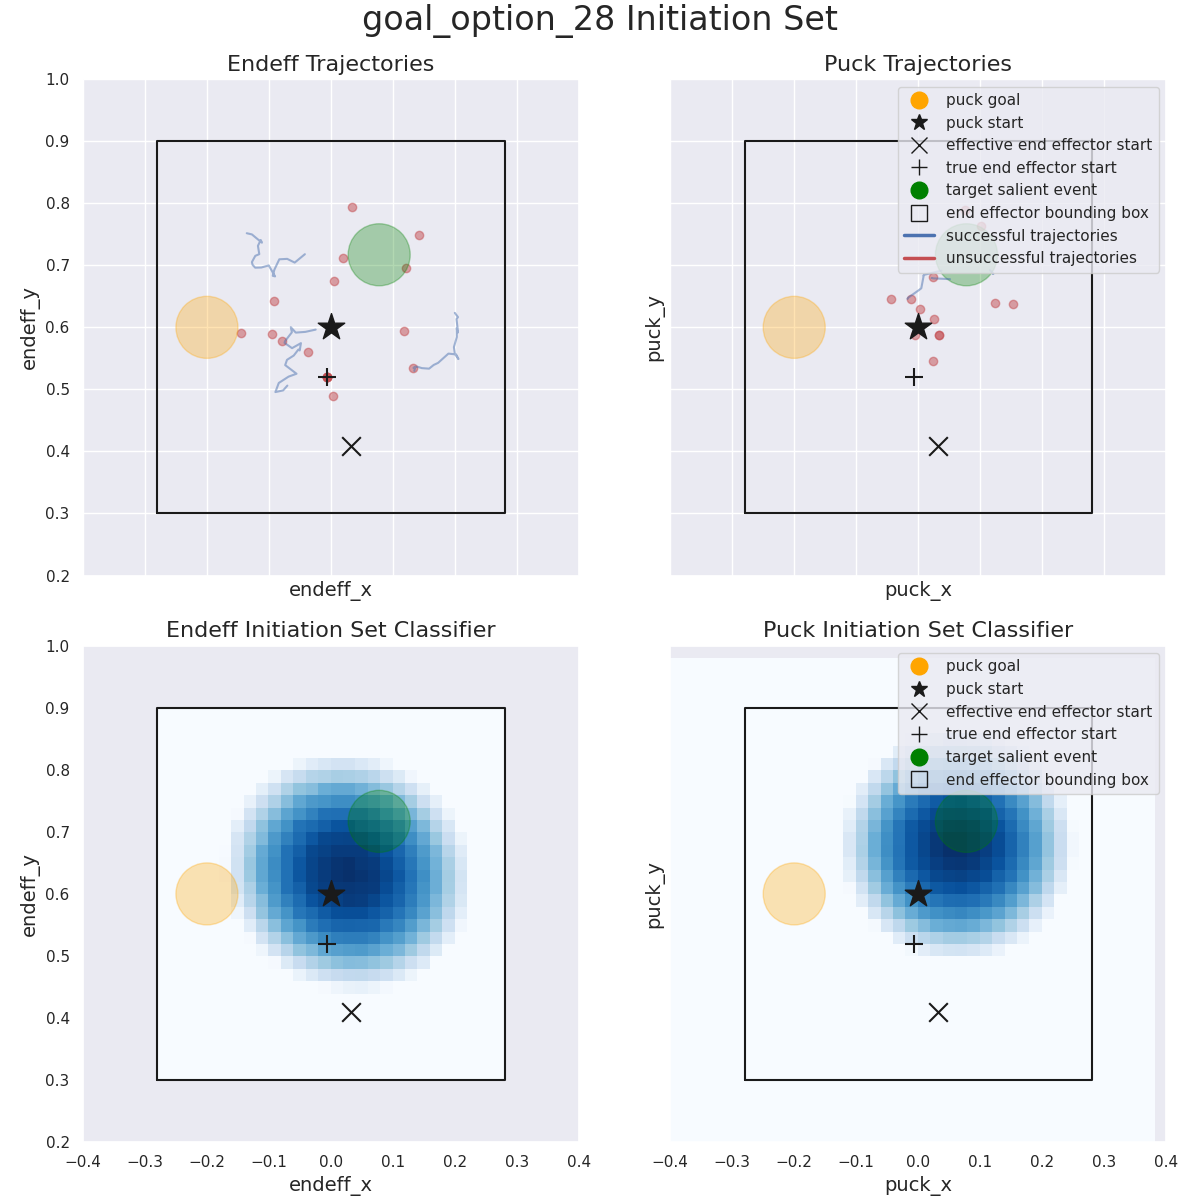 goal_option_28 Initiation Set
Endeff Trajectories
1.0
0.9
0.8
0.7
0.6
0.5
0.4
0.3
0.2
endeff_y
endeff_x
Puck Trajectories
puck goal
puck start
effective end effector start
true end effector start
target salient event
end effector bounding box
successful trajectories
unsuccessful trajectories
puck_y
puck_x
Endeff Initiation Set Classifier
1.0
0.9
0.8
0.7
0.6
0.5
0.4
0.3
0.2
endeff_y
−0.4 −0.3 −0.2 −0.1 0.0 0.1 0.2 0.3 0.4
endeff_x
Puck Initiation Set Classifier
puck goal
puck start
effective end effector start
true end effector start
target salient event
end effector bounding box
puck_y
−0.4 −0.3 −0.2 −0.1 0.0 0.1 0.2 0.3 0.4
puck_x